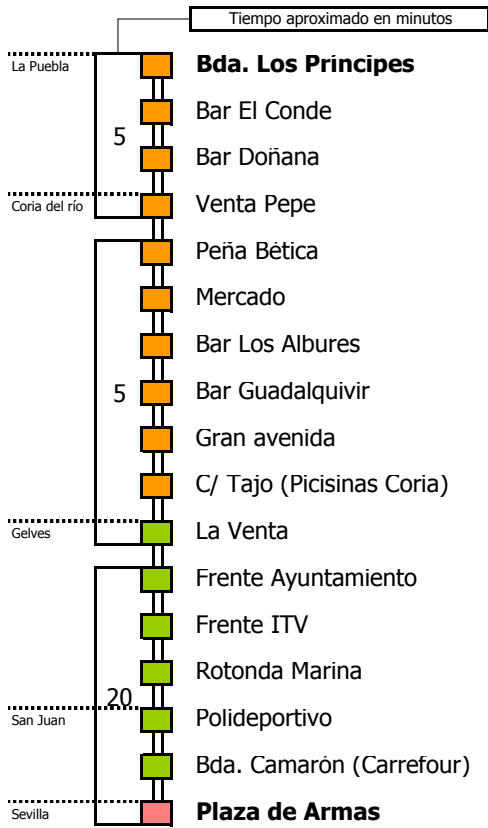 Tiempo aproximado en minutos
La Puebla
Bda. Los Príncipes
Bar El Conde
5
Bar Doñana
Coria del río
Venta Pepe
Peña Bética
Mercado
Bar Los Albures
5
Bar Guadalquivir
Gran avenida
C/ Tajo (Picisinas Coria)
Gelves
La Venta
Frente Ayuntamiento
Frente ITV
Rotonda Marina
20
San Juan
Polideportivo
Bda. Camarón (Carrefour)
Sevilla
Plaza de Armas